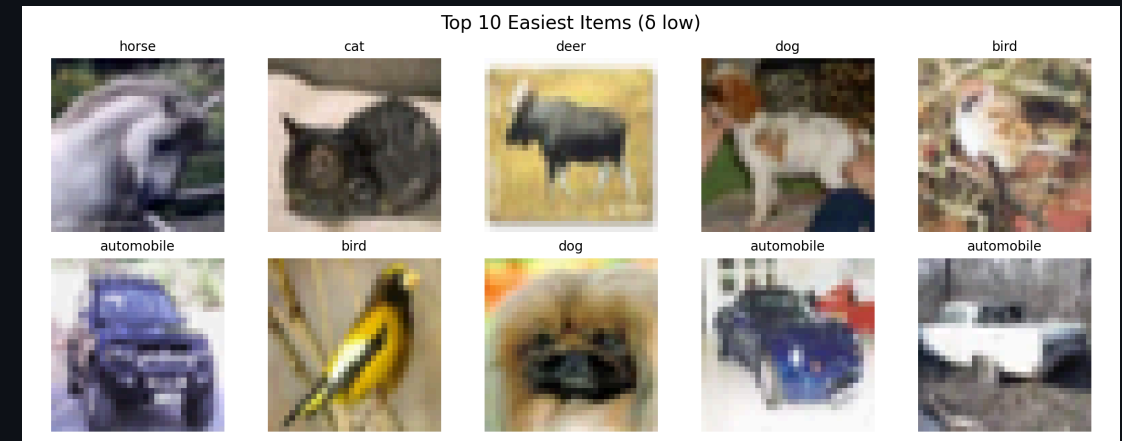 Top 10 Easiest Items (δ low)
horse cat deer dog bird
automobile bird dog automobile automobile